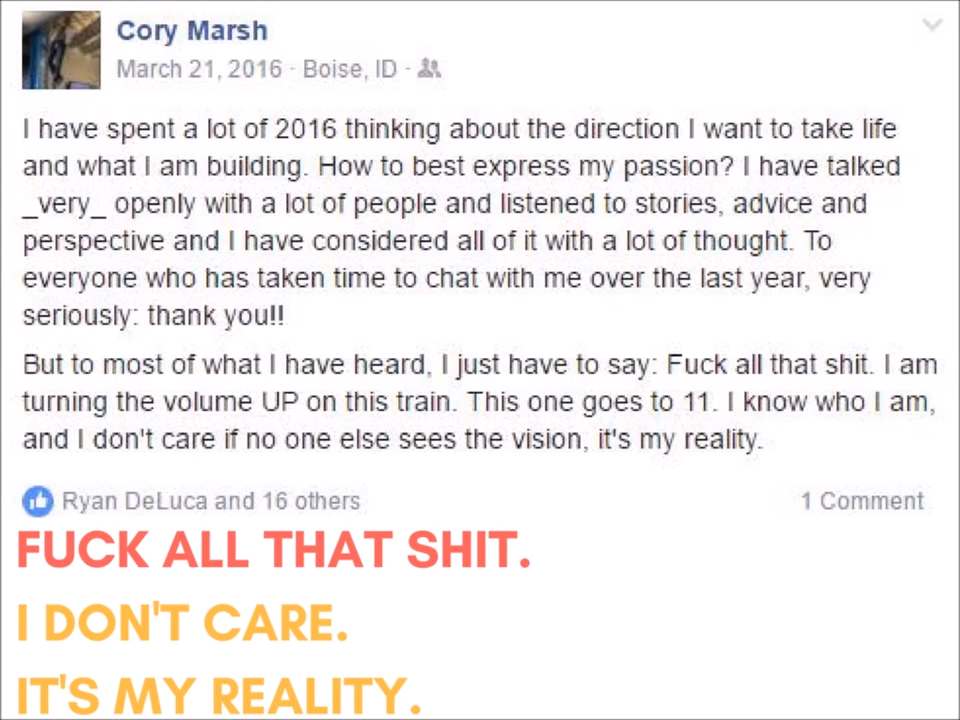 Cory Marsh
March 21, 2016 · Boise, ID ·
I have spent a lot of 2016 thinking about the direction I want to take life
and what I am building. How to best express my passion? I have talked
_very_ openly with a lot of people and listened to stories, advice and
perspective and I have considered all of it with a lot of thought. To
everyone who has taken time to chat with me over the last year, very
seriously: thank you!!
But to most of what I have heard, I just have to say: Fuck all that shit. I am
turning the volume UP on this train. This one goes to 11. I know who I am,
and I don't care if no one else sees the vision, it's my reality.
Ryan DeLuca and 16 others 1 Comment
FUCK ALL THAT SHIT.
I DON'T CARE.
IT'S MY REALITY.